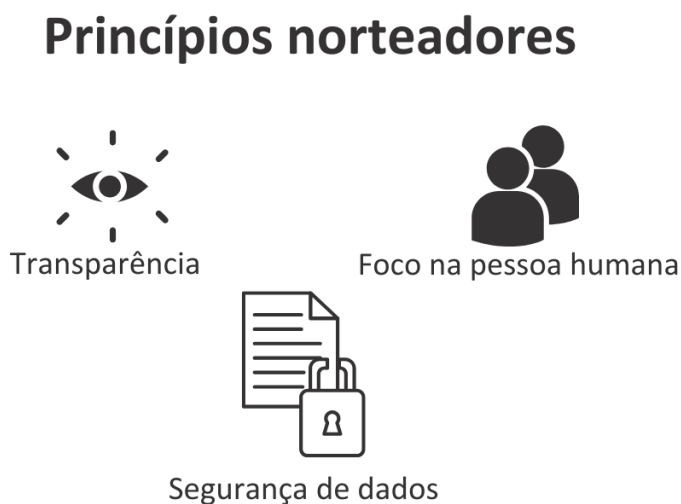 Princípios norteadores
Transparência
Foco na pessoa humana
Segurança de dados